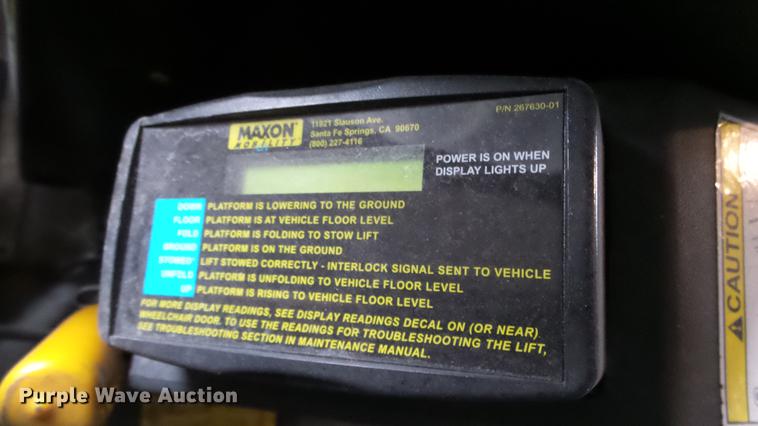 P/N 267630-01
MAXON®
MOBILITY
11921 Slauson Ave.
Santa Fe Springs, CA 90670
(800) 227-4116
POWER IS ON WHEN
DISPLAY LIGHTS UP
DOWN PLATFORM IS LOWERING TO THE GROUND
FLOOR PLATFORM IS AT VEHICLE FLOOR LEVEL
FOLD PLATFORM IS FOLDING TO STOW LIFT
GROUND PLATFORM IS ON THE GROUND
STOWED* LIFT STOWED CORRECTLY - INTERLOCK SIGNAL SENT TO VEHICLE
UNFOLD PLATFORM IS UNFOLDING TO VEHICLE FLOOR LEVEL
UP PLATFORM IS RISING TO VEHICLE FLOOR LEVEL
FOR MORE DISPLAY READINGS, SEE DISPLAY READINGS DECAL ON (OR NEAR)
WHEELCHAIR DOOR. TO USE THE READINGS FOR TROUBLESHOOTING THE LIFT,
SEE TROUBLESHOOTING SECTION IN MAINTENANCE MANUAL.
CAUTION
Purple Wave Auction